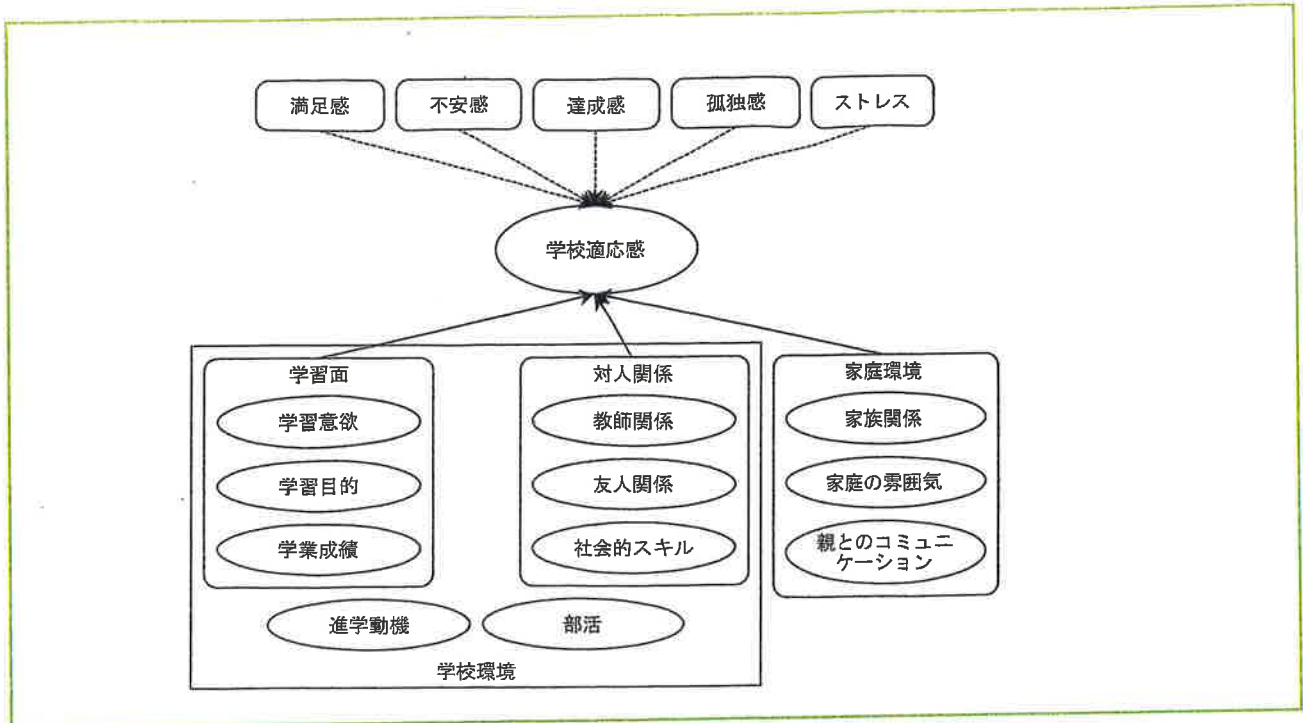 満足感
不安感
達成感
孤独感
ストレス
学校適応感
学習面
学習意欲
学習目的
学業成績
対人関係
教師関係
友人関係
社会的スキル
進学動機
部活
学校環境
家庭環境
家族関係
家庭の雰囲気
親とのコミュニ
ケーション